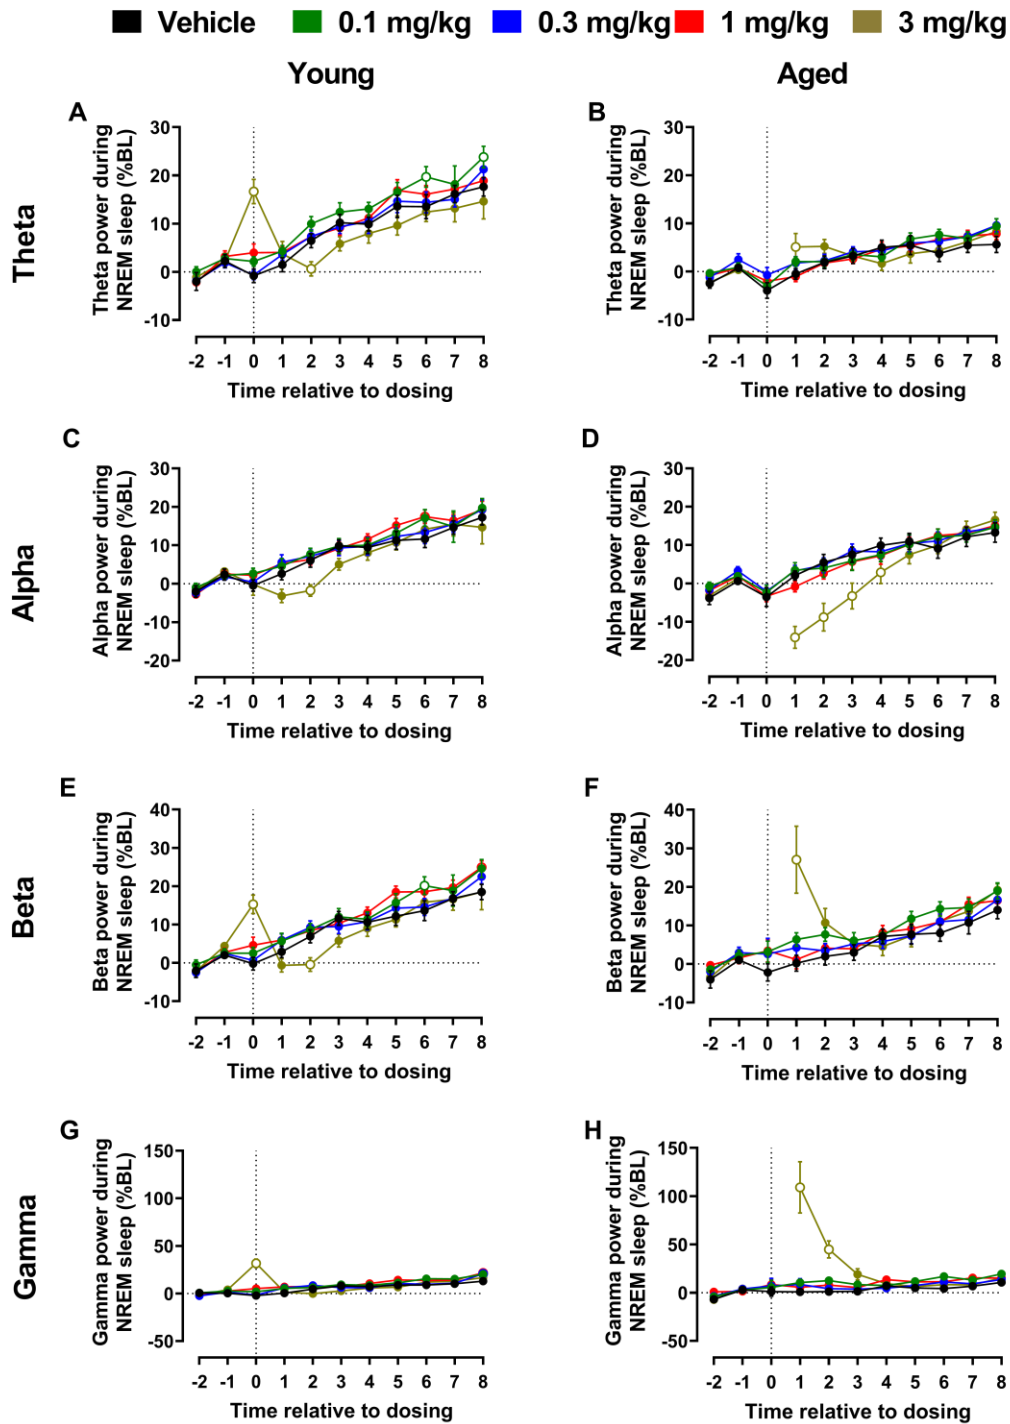 Vehicle 0.1 mg/kg 0.3 mg/kg 1 mg/kg 3 mg/kg
Young Aged
Theta
A
Theta power during
NREM sleep (%BL)
30
20
10
0
-10
-2 -1 0 1 2 3 4 5 6 7 8
Time relative to dosing
B
Theta power during
NREM sleep (%BL)
30
20
10
0
-10
-2 -1 0 1 2 3 4 5 6 7 8
Time relative to dosing
Alpha
C
Alpha power during
NREM sleep (%BL)
30
20
10
0
-10
-20
-2 -1 0 1 2 3 4 5 6 7 8
Time relative to dosing
D
Alpha power during
NREM sleep (%BL)
30
20
10
0
-10
-20
-2 -1 0 1 2 3 4 5 6 7 8
Time relative to dosing
Beta
E
Beta power during
NREM sleep (%BL)
40
30
20
10
0
-10
-2 -1 0 1 2 3 4 5 6 7 8
Time relative to dosing
F
Beta power during
NREM sleep (%BL)
40
30
20
10
0
-10
-2 -1 0 1 2 3 4 5 6 7 8
Time relative to dosing
Gamma
G
Gamma power during
NREM sleep (%BL)
150
100
50
0
-50
-2 -1 0 1 2 3 4 5 6 7 8
Time relative to dosing
H
Gamma power during
NREM sleep (%BL)
150
100
50
0
-50
-2 -1 0 1 2 3 4 5 6 7 8
Time relative to dosing